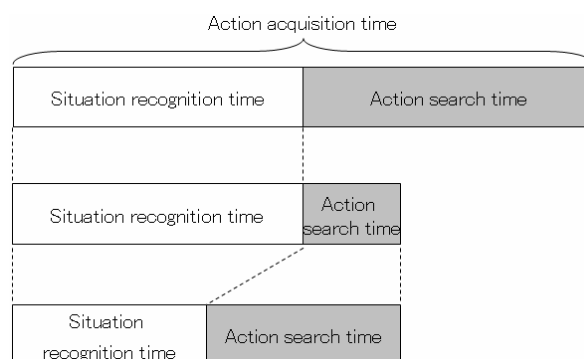 Action acquisition time
Situation recognition time Action search time
Situation recognition time Action
search time
Situation
recognition time Action search time